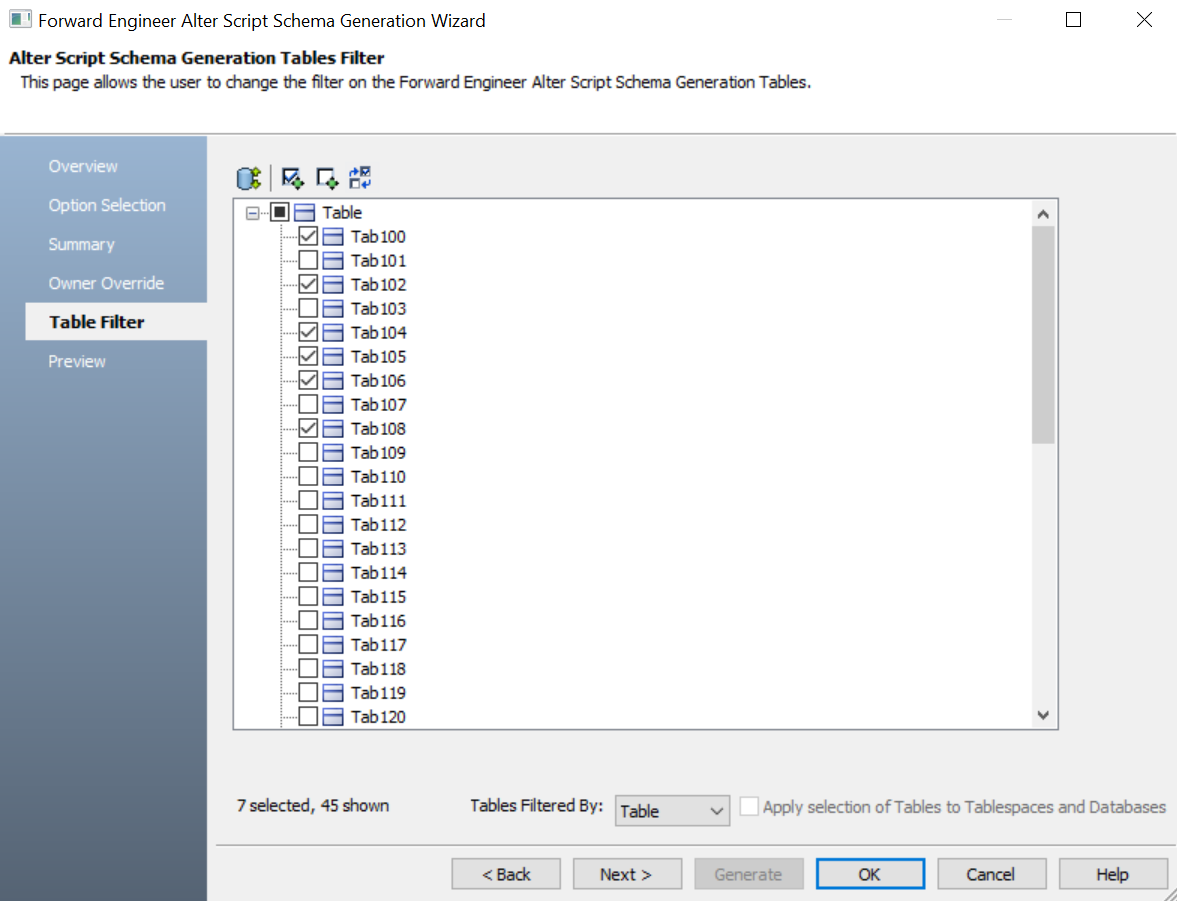 Forward Engineer Alter Script Schema Generation Wizard
Alter Script Schema Generation Tables Filter
This page allows the user to change the filter on the Forward Engineer Alter Script Schema Generation Tables.
Overview
Option Selection
Summary
Owner Override
Table Filter
Preview
Table
Tab100
Tab101
Tab102
Tab103
Tab104
Tab105
Tab106
Tab107
Tab108
Tab109
Tab110
Tab111
Tab112
Tab113
Tab114
Tab115
Tab116
Tab117
Tab118
Tab119
Tab120
7 selected, 45 shown
Tables Filtered By: Table
Apply selection of Tables to Tablespaces and Databases
< Back Next > Generate OK Cancel Help